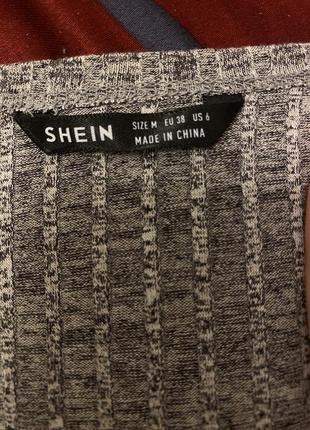 SHEIN
SIZE M EU 38 US 6
MADE IN CHINA